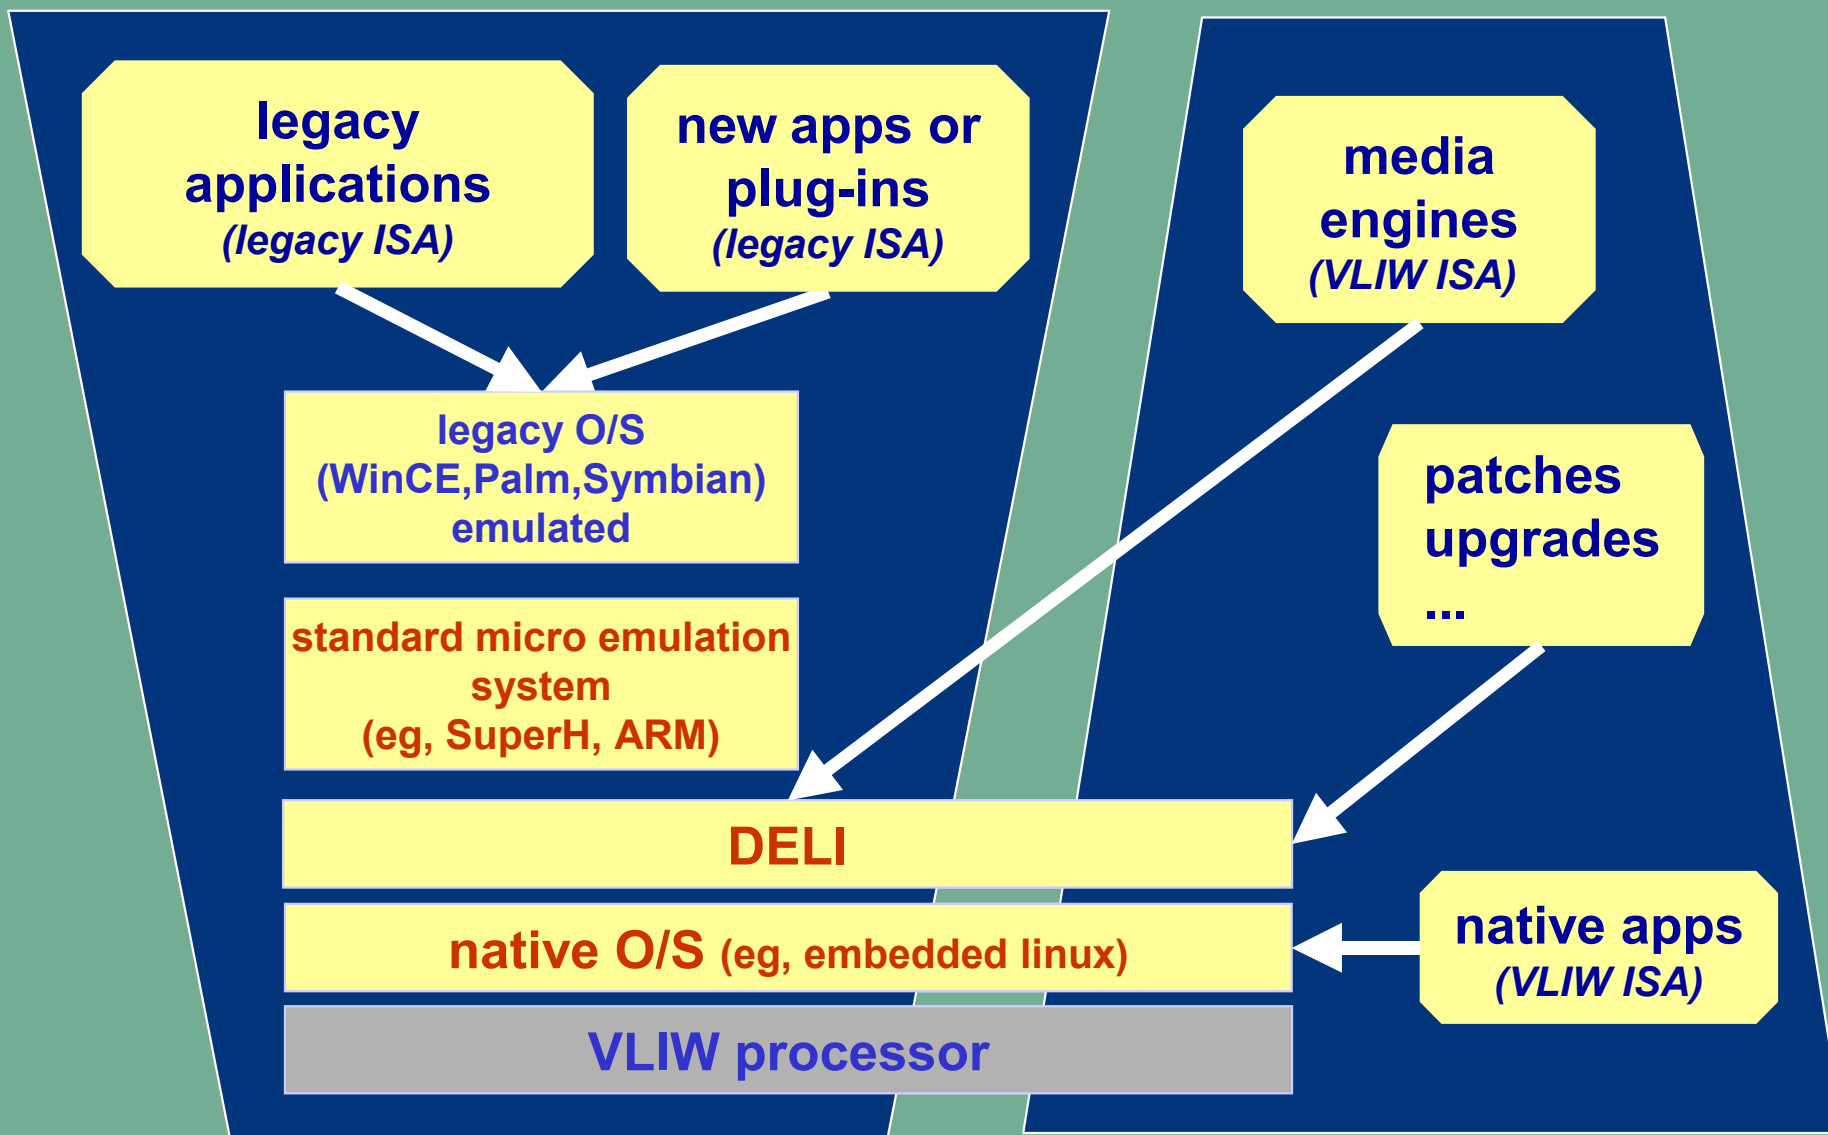 legacy
applications
(legacy ISA)
new apps or
plug-ins
(legacy ISA)
media
engines
(VLIW ISA)
legacy O/S
(WinCE,Palm,Symbian)
emulated
patches
upgrades
...
standard micro emulation
system
(eg, SuperH, ARM)
DELI
native O/S (eg, embedded linux)
native apps
(VLIW ISA)
VLIW processor